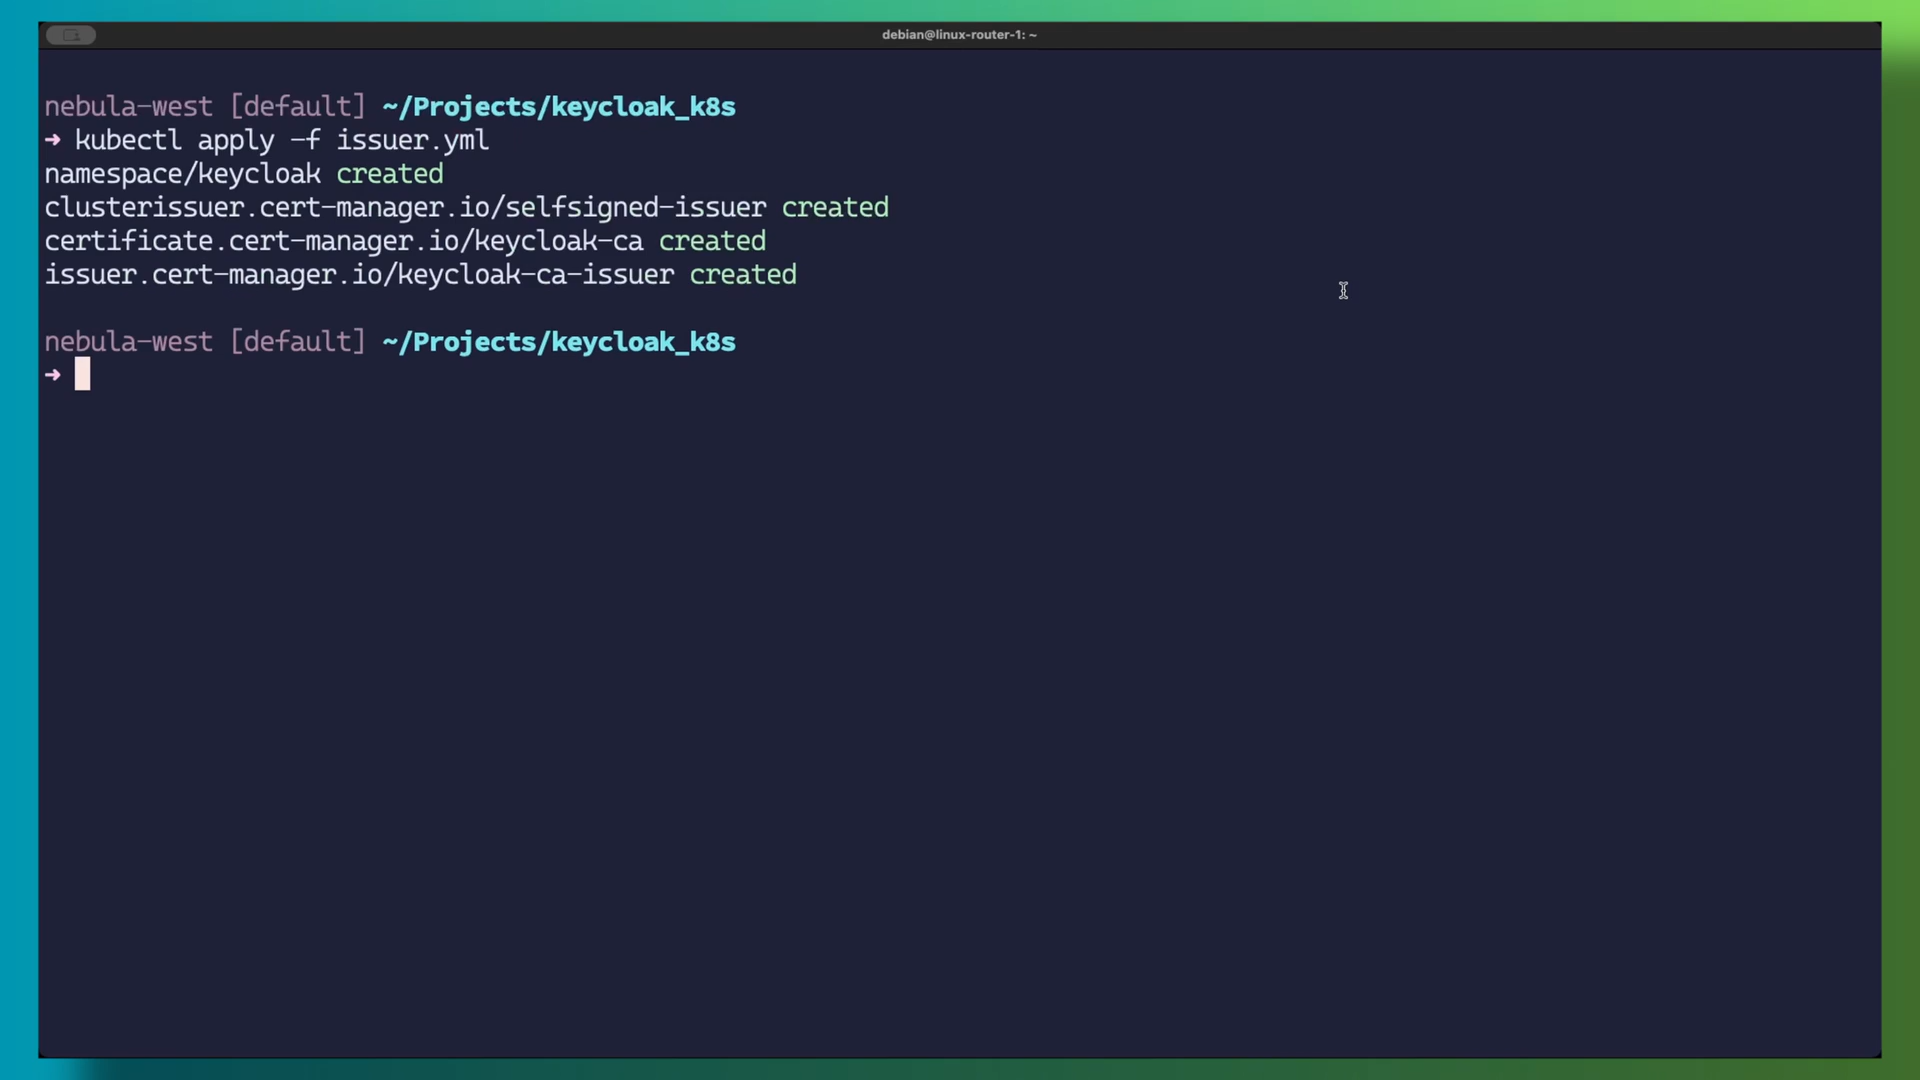 debian@linux-router-1: ~
nebula-west [default] ~/Projects/keycloak_k8s
➜ kubectl apply -f issuer.yml
namespace/keycloak created
clusterissuer.cert-manager.io/selfsigned-issuer created
certificate.cert-manager.io/keycloak-ca created
issuer.cert-manager.io/keycloak-ca-issuer created
nebula-west [default] ~/Projects/keycloak_k8s
➜